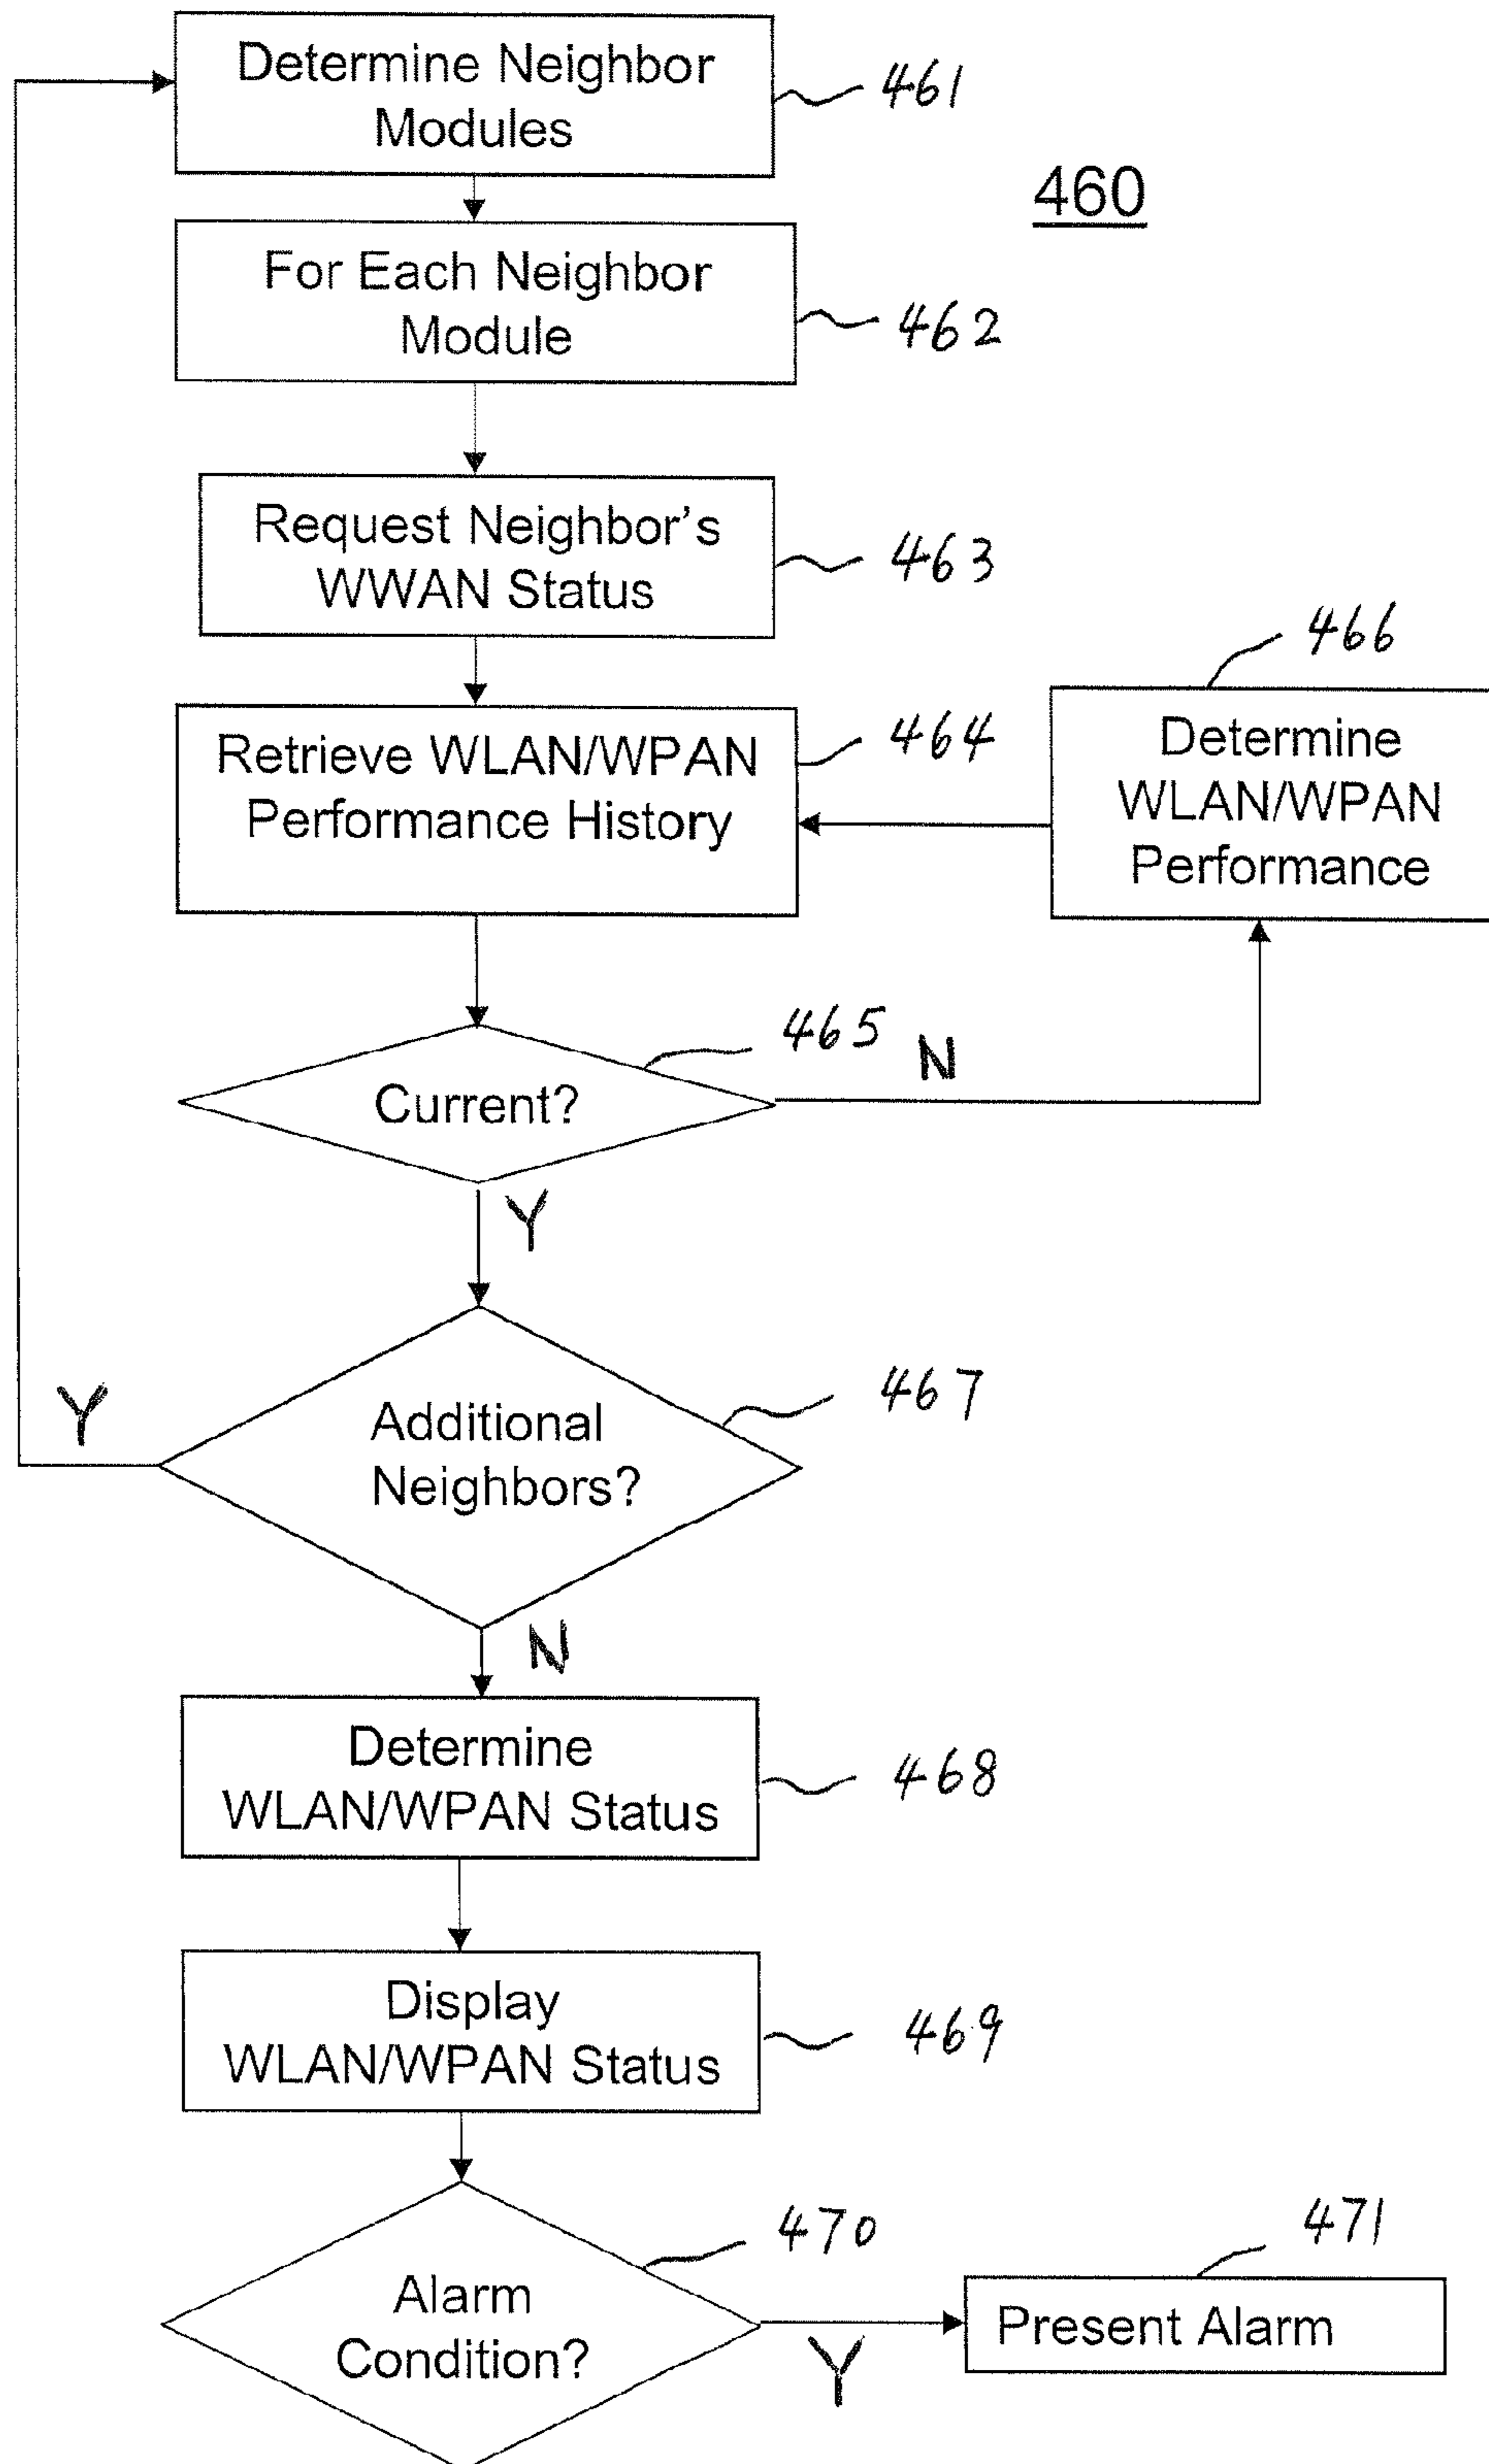 Determine Neighbor
Modules
461
460
For Each Neighbor
Module
462
Request Neighbor's
WWAN Status
463
466
Retrieve WLAN/WPAN
Performance History
464
Determine
WLAN/WPAN
Performance
465
N
Current?
Y
Y
467
Additional
Neighbors?
N
Determine
WLAN/WPAN Status
468
Display
WLAN/WPAN Status
469
470
471
Alarm
Condition?
Y
Present Alarm